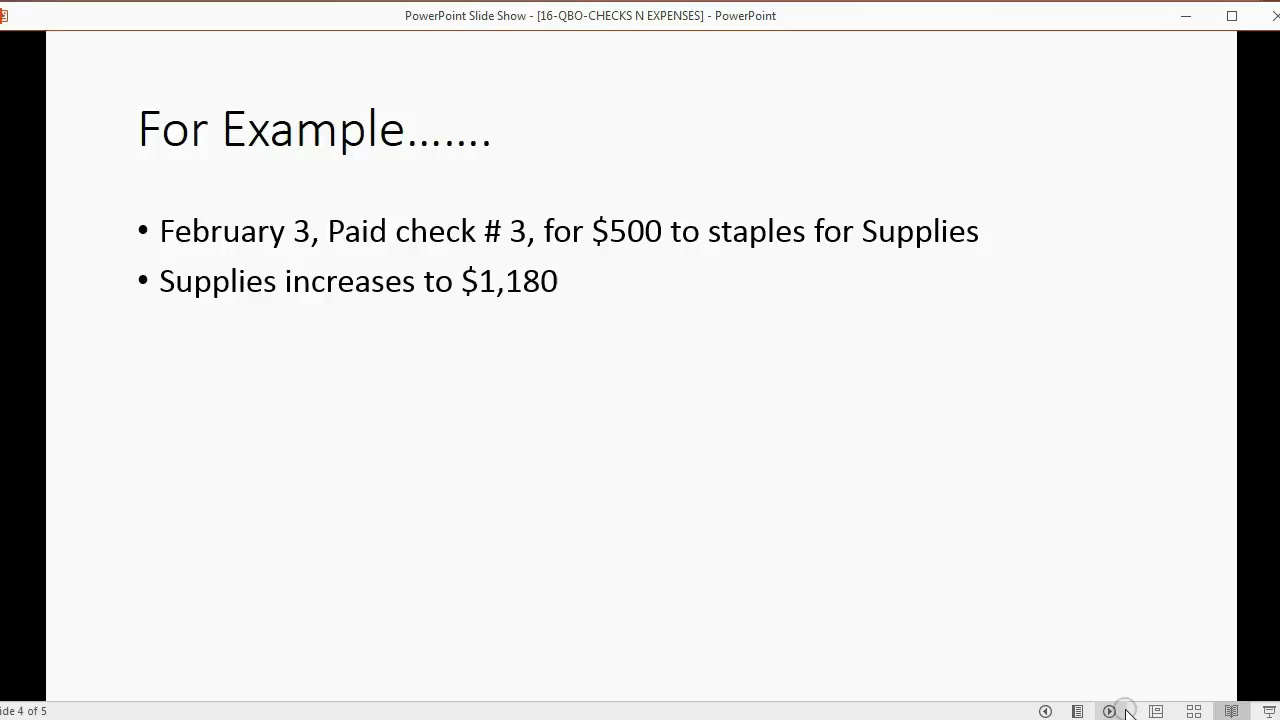 PowerPoint Slide Show - [16-QBO-CHECKS N EXPENSES] - PowerPoint
For Example.......
• February 3, Paid check # 3, for $500 to staples for Supplies
• Supplies increases to $1,180
ide 4 of 5